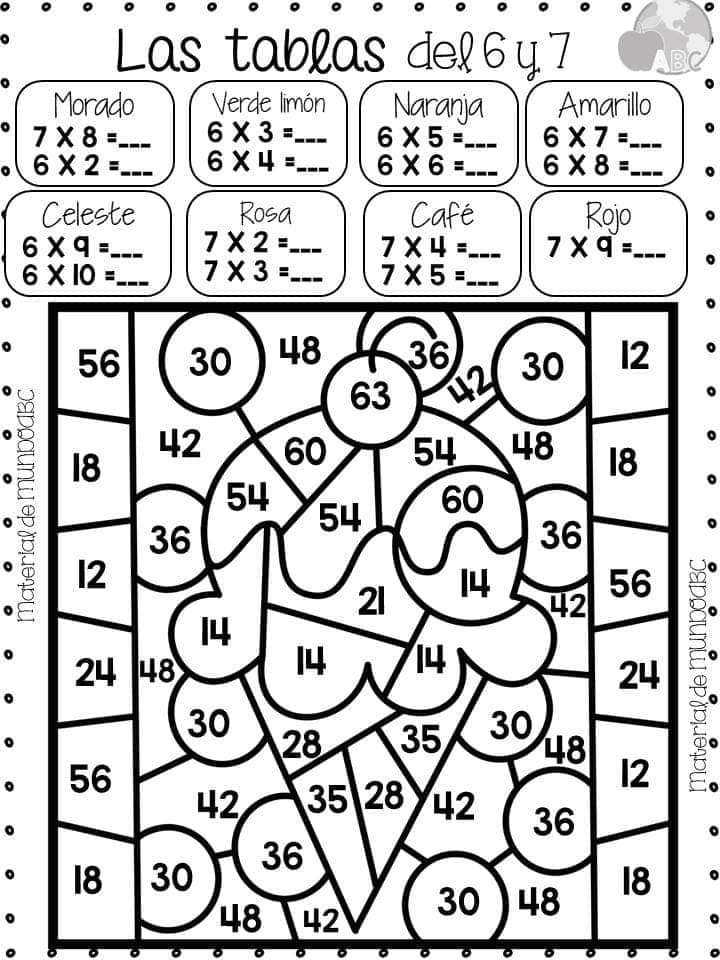 Las tablas del 6 y 7
ABC
Morado
7 X 8 =___
6 X 2 =___
Verde limón
6 X 3 =___
6 X 4 =___
Naranja
6 X 5 =___
6 X 6 =___
Amarillo
6 X 7 =___
6 X 8 =___
Celeste
6 X 9 =___
6 X 10 =___
Rosa
7 X 2 =___
7 X 3 =___
Café
7 X 4 =___
7 X 5 =___
Rojo
7 X 9 =___
56 30 48 36 30 12
63 42
18 42 60 54 48 18
54 54 60
36 36
12 21 14 56
42
14
24 48 14 14 24
30 28 35 30 48
56 42 35 28 42 12
36 36
18 30 30 18
48 42 48
Material de MUNDOABC
Material de MUNDOABC